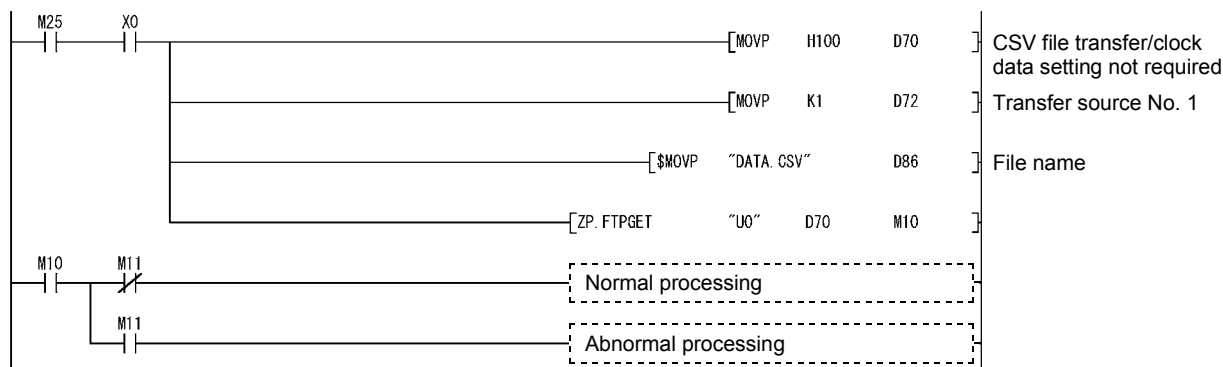 M25 X0
[MOVP H100 D70 ] CSV file transfer/clock
data setting not required
[MOVP K1 D72 ] Transfer source No. 1
[$MOVP "DATA.CSV" D86 ] File name
[ZP.FTPGET "U0" D70 M10 ]
M10 M11
Normal processing
M11
Abnormal processing